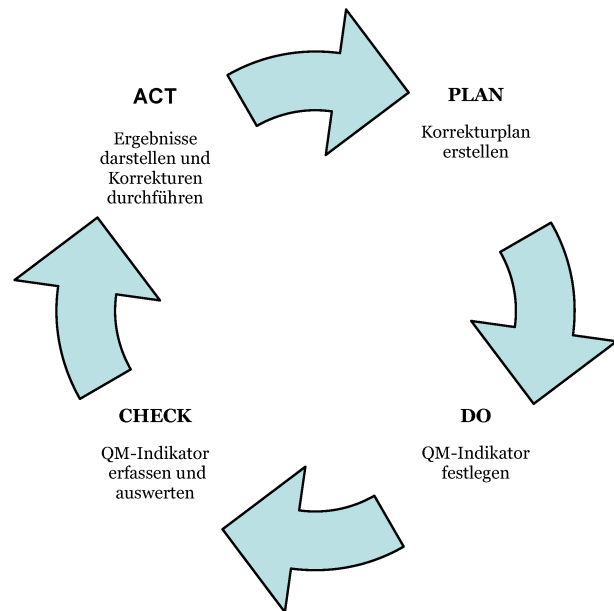 ACT
Ergebnisse
darstellen und
Korrekturen
durchführen
PLAN
Korrekturplan
erstellen
DO
QM-Indikator
festlegen
CHECK
QM-Indikator
erfassen und
auswerten